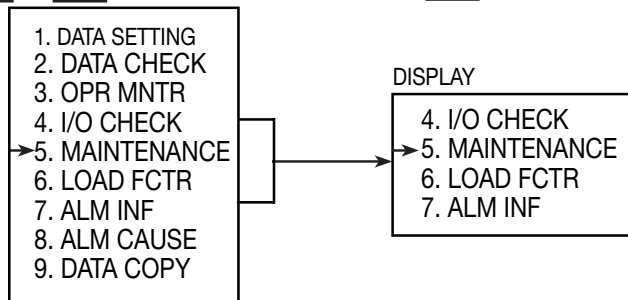 1. DATA SETTING
2. DATA CHECK
3. OPR MNTR
4. I/O CHECK
5. MAINTENANCE
6. LOAD FCTR
7. ALM INF
8. ALM CAUSE
9. DATA COPY
DISPLAY
4. I/O CHECK
5. MAINTENANCE
6. LOAD FCTR
7. ALM INF